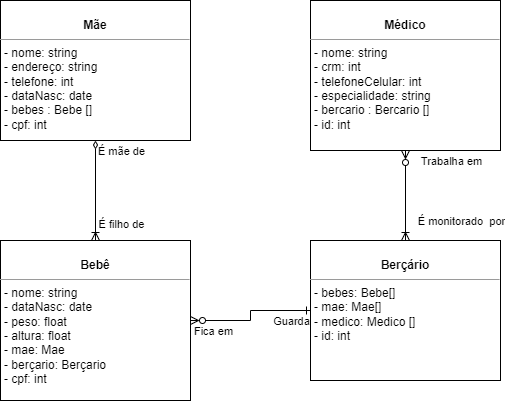 Mãe
- nome: string
- endereço: string
- telefone: int
- dataNasc: date
- bebes : Bebe []
- cpf: int
Médico
- nome: string
- crm: int
- telefoneCelular: int
- especialidade: string
- bercario : Bercario []
- id: int
É mãe de
É filho de
Trabalha em
É monitorado por
Bebê
- nome: string
- dataNasc: date
- peso: float
- altura: float
- mae: Mae
- berçario: Berçario
- cpf: int
Fica em
Guarda
Berçário
- bebes: Bebe[]
- mae: Mae[]
- medico: Medico []
- id: int